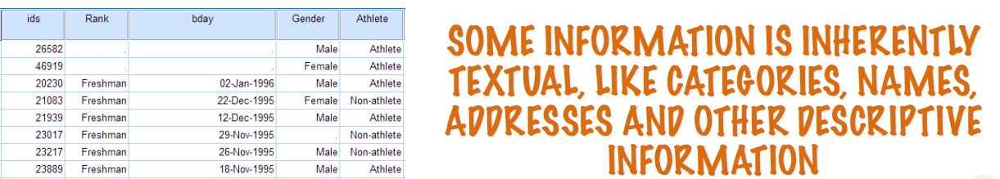 ids Rank bday Gender Athlete
26582 . . Male Athlete
46919 . . Female Athlete
20230 Freshman 02-Jan-1996 Male Athlete
21083 Freshman 22-Dec-1995 Female Non-athlete
21939 Freshman 12-Dec-1995 Male Athlete
23017 Freshman 29-Nov-1995 . Non-athlete
23217 Freshman 26-Nov-1995 Male Non-athlete
23889 Freshman 18-Nov-1995 Male Athlete
SOME INFORMATION IS INHERENTLY
TEXTUAL, LIKE CATEGORIES, NAMES,
ADDRESSES AND OTHER DESCRIPTIVE
INFORMATION